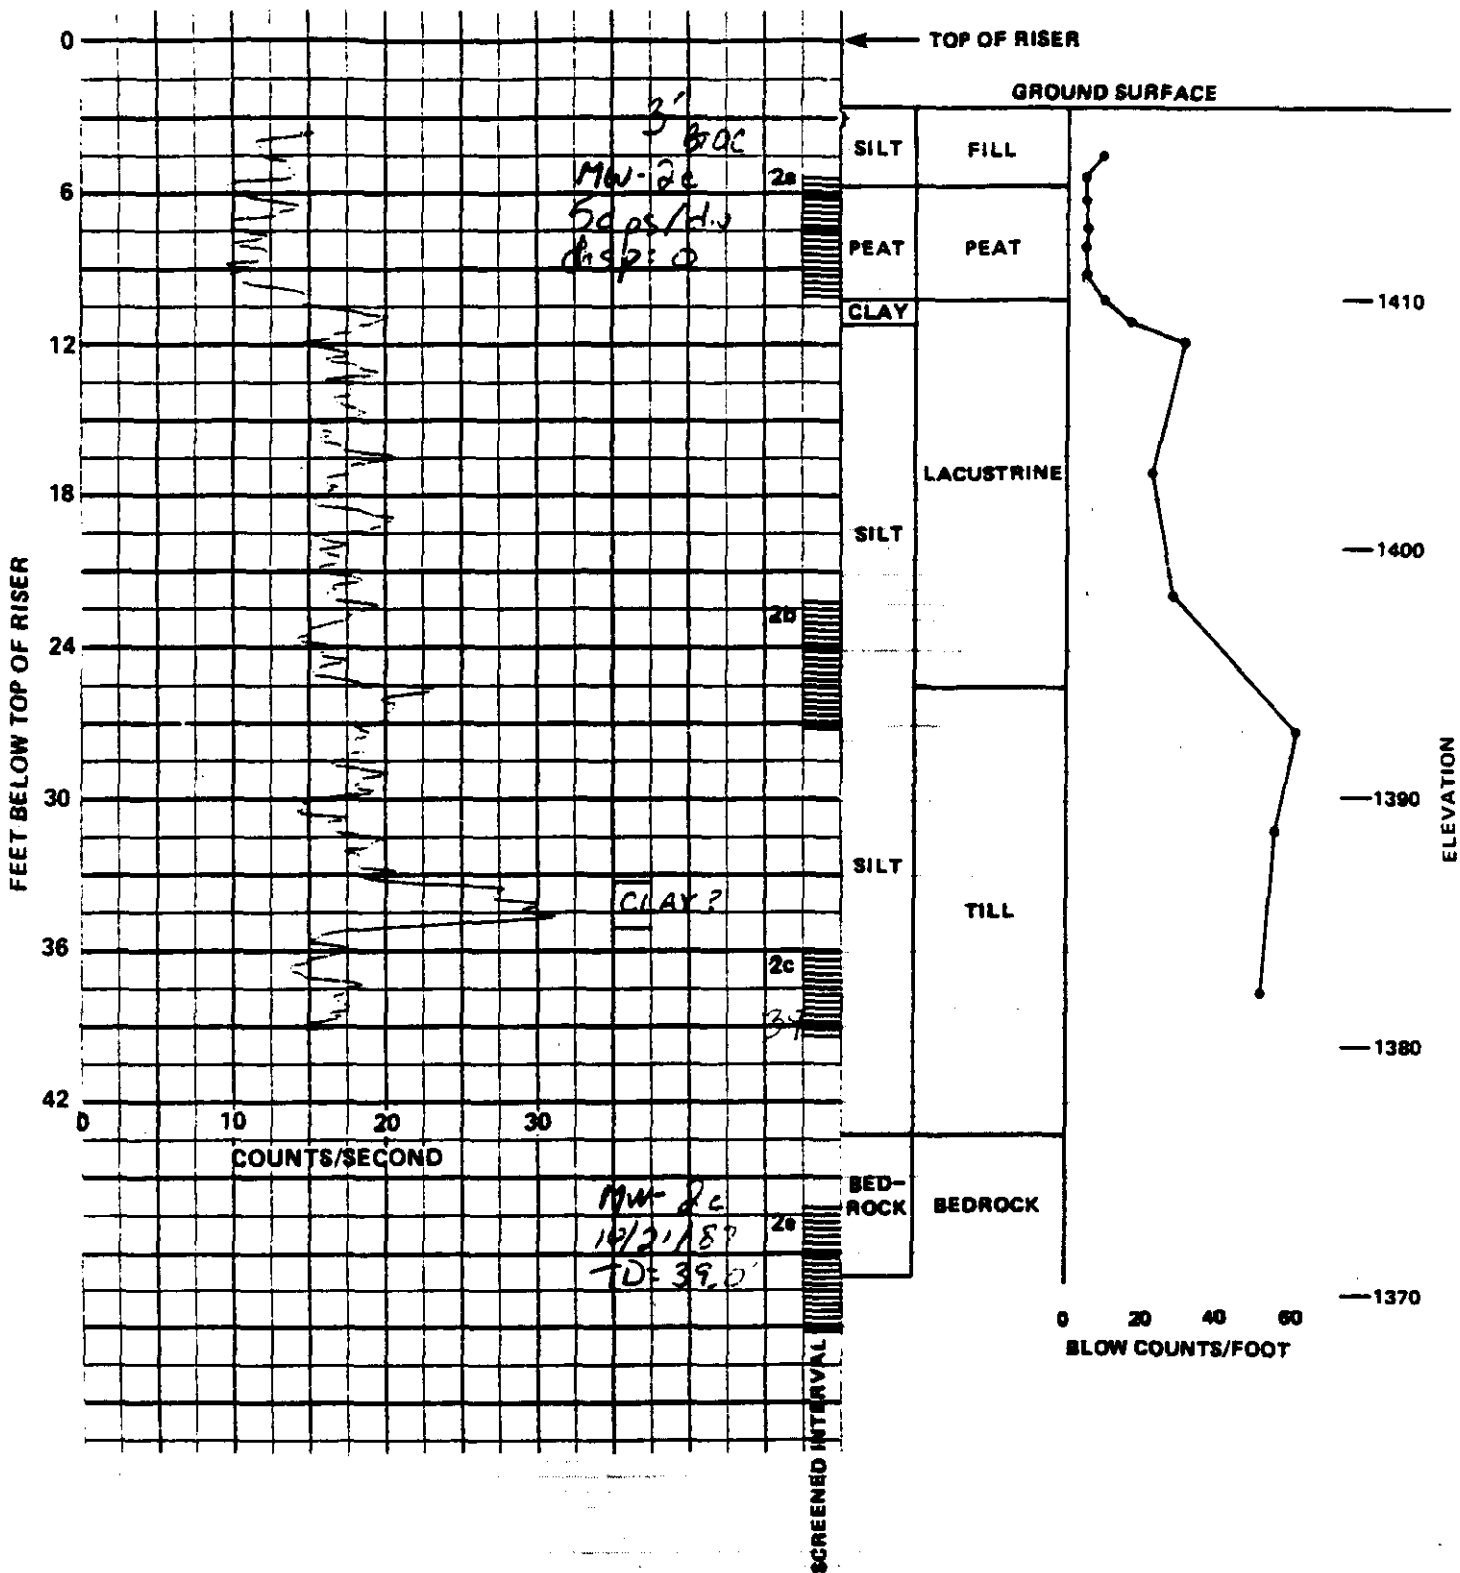 0
TOP OF RISER
GROUND SURFACE
3'
BTOC
MW-2c
5cps/div
SILT
FILL
2a
6
PEAT
PEAT
1410
CLAY
12
LACUSTRINE
18
SILT
1400
FEET BELOW TOP OF RISER
2b
24
ELEVATION
30
1390
SILT
CLAY?
TILL
36
2c
1380
42
0 10 20 30
COUNTS/SECOND
MW-2c
BED-
ROCK
BEDROCK
2e
TD=39.0'
1370
0 20 40 60
BLOW COUNTS/FOOT
SCREENED INTERVAL